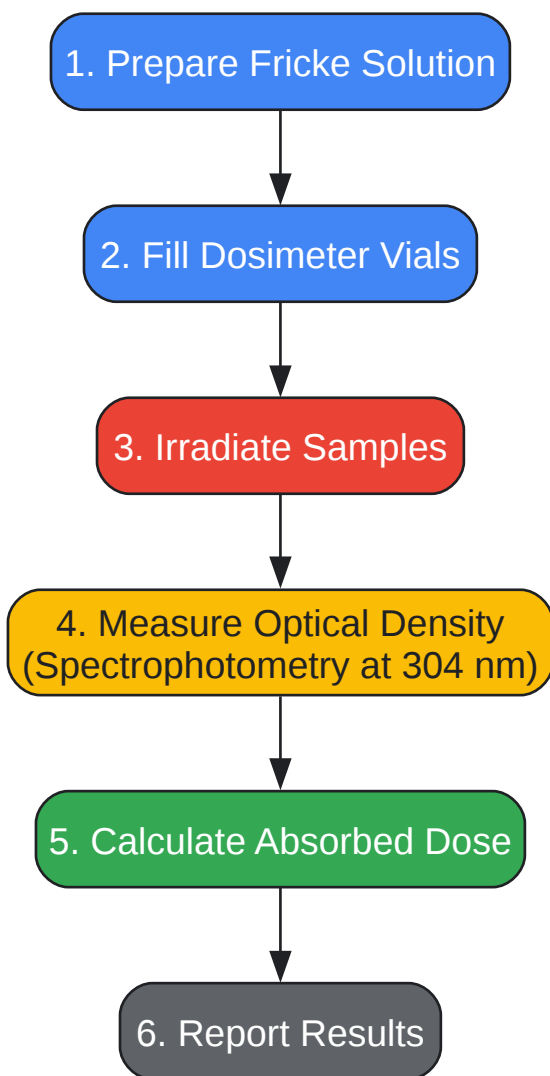 1. Prepare Fricke Solution
2. Fill Dosimeter Vials
3. Irradiate Samples
4. Measure Optical Density
(Spectrophotometry at 304 nm)
5. Calculate Absorbed Dose
6. Report Results